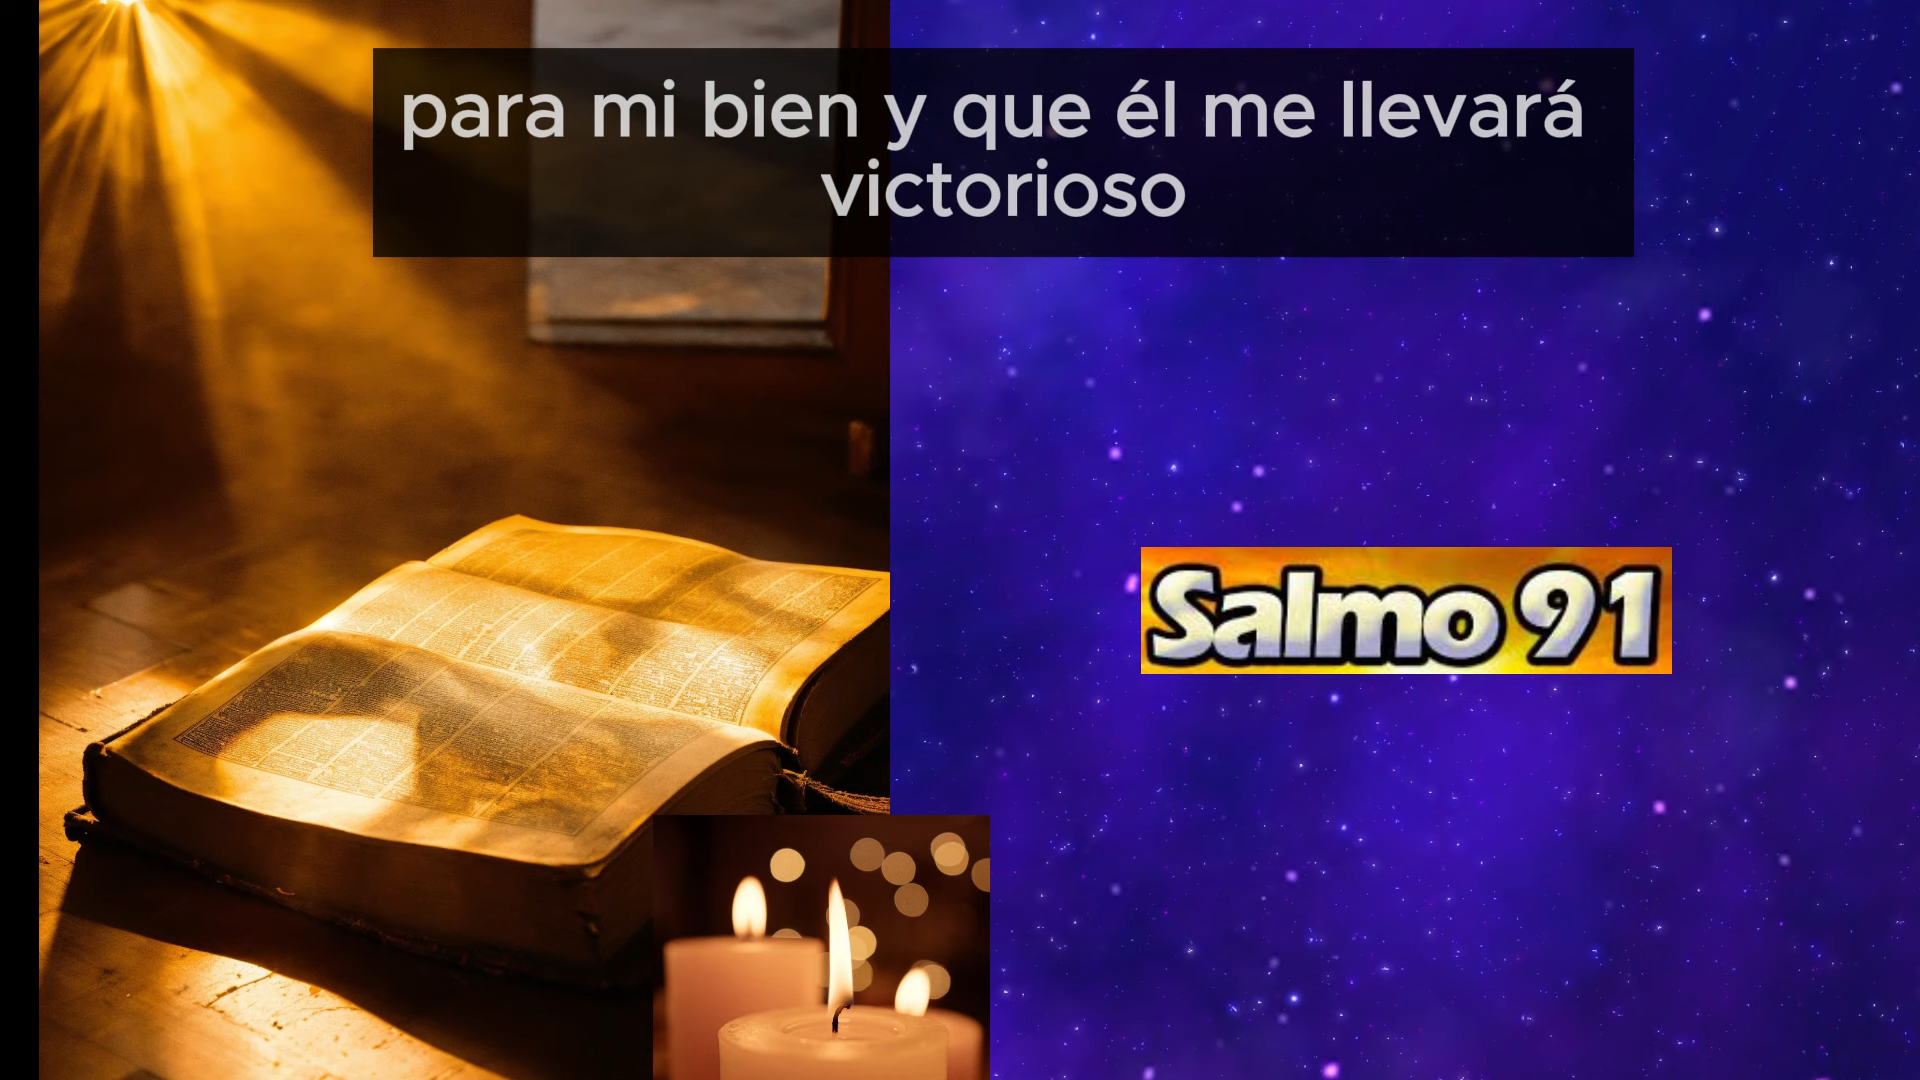 para mi bien y que él me llevará
victorioso
Salmo 91